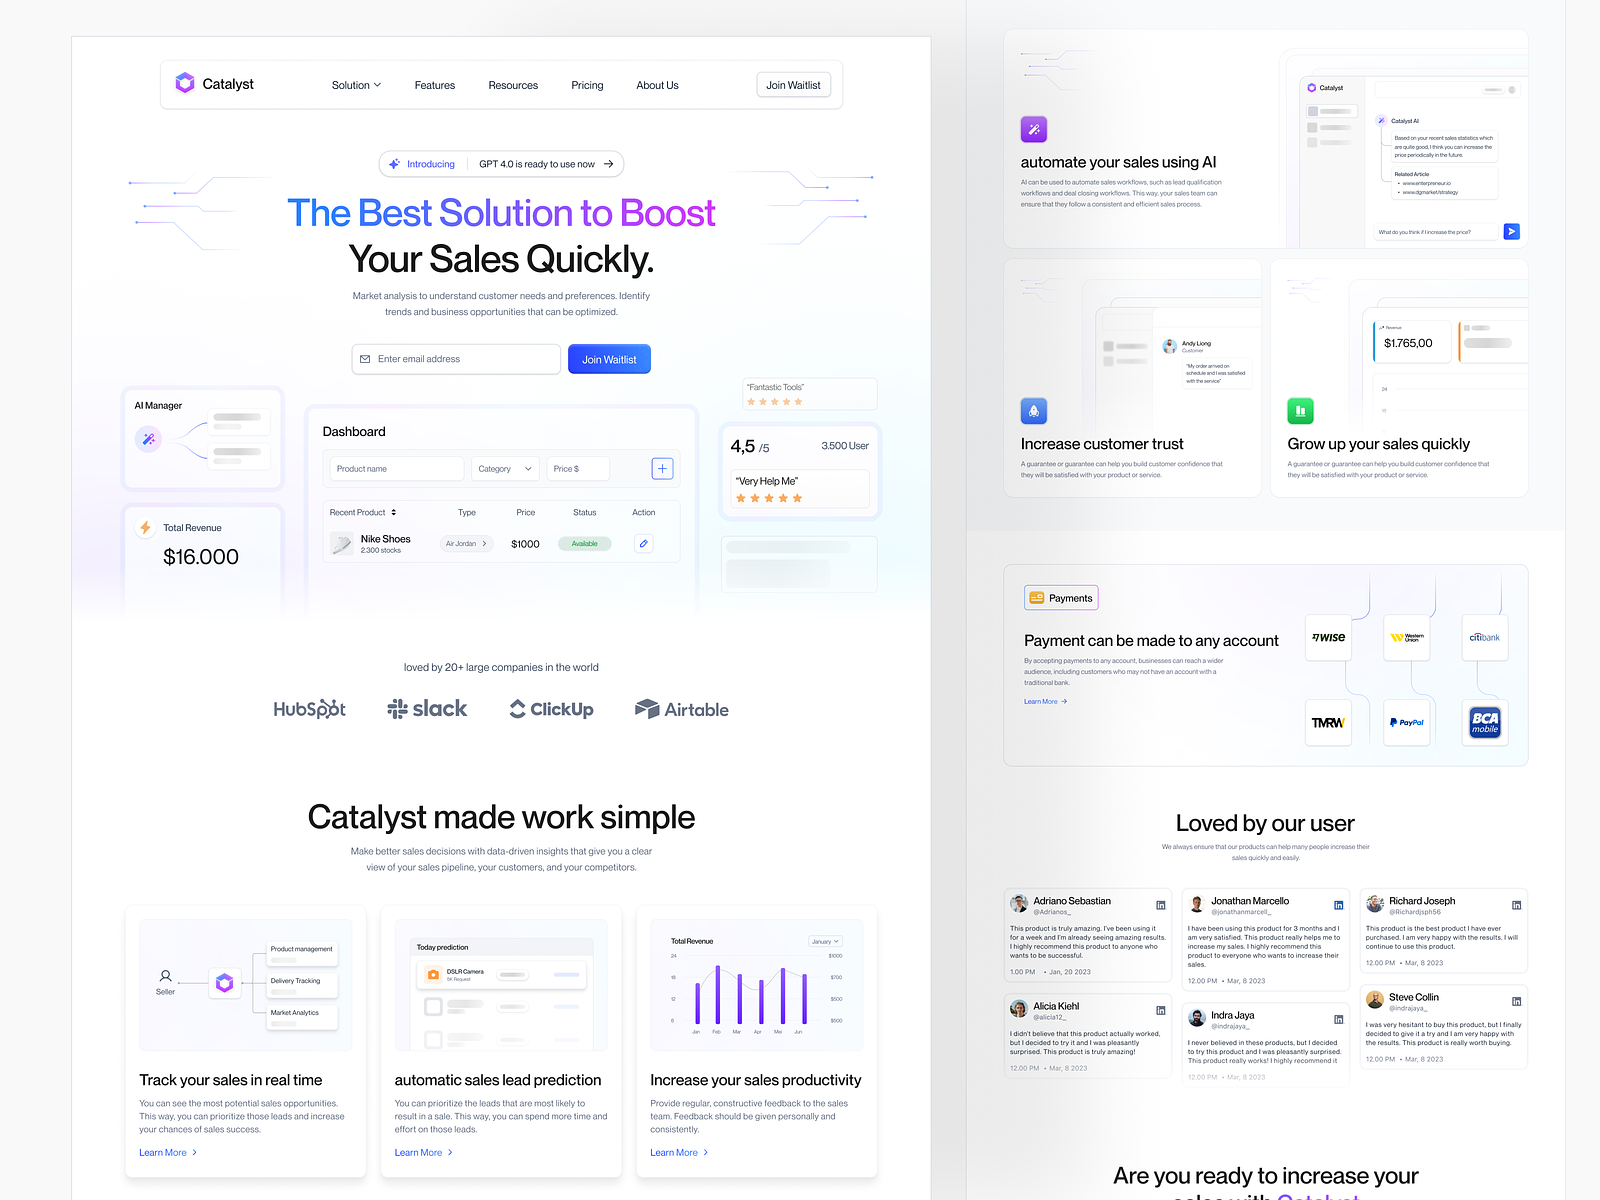 Catalyst
Solution
Features
Resources
Pricing
About Us
Join Waitlist
Introducing
GPT 4.0 is ready to use now
The Best Solution to Boost
Your Sales Quickly.
Market analysis to understand customer needs and preferences. Identify
trends and business opportunities that can be optimized.
Enter email address
Join Waitlist
AI Manager
Total Revenue
$16.000
Dashboard
Product name
Category
Price $
Recent Product
Type
Price
Status
Action
Nike Shoes
2.300 stocks
Air Jordan
$1000
Available
“Fantastic Tools”
4,5 /5
3.500 User
“Very Help Me”
loved by 20+ large companies in the world
HubSpot
slack
ClickUp
Airtable
Catalyst made work simple
Make better sales decisions with data-driven insights that give you a clear
view of your sales pipeline, your customers, and your competitors.
Seller
Product management
Delivery Tracking
Market Analytics
Track your sales in real time
You can see the most potential sales opportunities.
This way, you can prioritize those leads and increase
your chances of sales success.
Learn More
Today prediction
DSLR Camera
5K Request
automatic sales lead prediction
You can prioritize the leads that are most likely to
result in a sale. This way, you can spend more time and
effort on those leads.
Learn More
Total Revenue
January
24
18
12
6
$1000
$700
$500
$500
Jan
Feb
Mar
Apr
Mei
Jun
Increase your sales productivity
Provide regular, constructive feedback to the sales
team. Feedback should be given personally and
consistently.
Learn More
automate your sales using AI
AI can be used to automate sales workflows, such as lead qualification
workflows and deal closing workflows. This way, your sales team can
ensure that they follow a consistent and efficient sales process.
Catalyst
Catalyst AI
Based on your recent sales statistics which
are quite good, I think you can increase the
price periodically in the future.
Related Article
• www.enterpreneur.io
• www.dgmarket/strategy
What do you think if I increase the price?
Andy Liong
Customer
"My order arrived on
schedule and I was satisfied
with the service"
Increase customer trust
A guarantee or guarantee can help you build customer confidence that
they will be satisfied with your product or service.
Revenue
$1.765,00
24
Grow up your sales quickly
A guarantee or guarantee can help you build customer confidence that
they will be satisfied with your product or service.
Payments
Payment can be made to any account
By accepting payments to any account, businesses can reach a wider
audience, including customers who may not have an account with a
traditional bank.
Learn More
WISE
Western
Union
citibank
TMRW
PayPal
BCA
mobile
Loved by our user
We always ensure that our products can help many people increase their
sales quickly and easily.
Adriano Sebastian
@Adrianos_
This product is truly amazing. I've been using it
for a week and I'm already seeing amazing results.
I highly recommend this product to anyone who
wants to be successful.
1.00 PM • Jan, 20 2023
Alicia Kiehl
@alicia12_
I didn't believe that this product actually worked,
but I decided to try it and I was pleasantly
surprised. This product is truly amazing!
12.00 PM • Mar, 8 2023
Jonathan Marcello
@jonathanmarcell_
I have been using this product for 3 months and I
am very satisfied. This product really helps me to
increase my sales. I highly recommend this
product to everyone who wants to increase their
sales.
12.00 PM • Mar, 8 2023
Indra Jaya
@indrajaya_
I never believed in these products, but I decided
to try this product and I was pleasantly surprised.
This product really works! I highly recommend it
12.00 PM • Mar, 8 2023
Richard Joseph
@Richardjsph56
This product is the best product I have ever
purchased. I am very happy with the results. I will
continue to use this product.
12.00 PM • Mar, 8 2023
Steve Collin
@indrajaya_
I was very hesitant to buy this product, but I finally
decided to give it a try and I am very happy with
the results. This product is really worth buying.
12.00 PM • Mar, 8 2023
Are you ready to increase your
sales with Catalyst